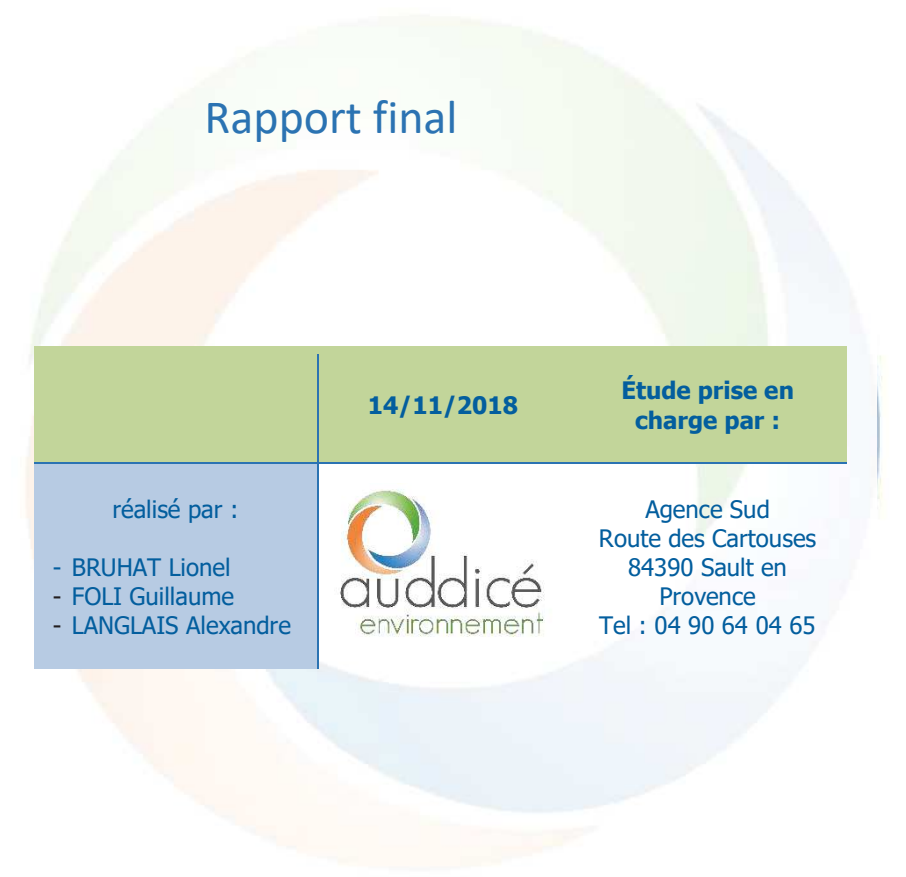 Rapport final
14/11/2018
Étude prise en
charge par :
réalisé par :
- BRUHAT Lionel
- FOLI Guillaume
- LANGLAIS Alexandre
auddicé
environnement
Agence Sud
Route des Cartouses
84390 Sault en
Provence
Tel : 04 90 64 04 65